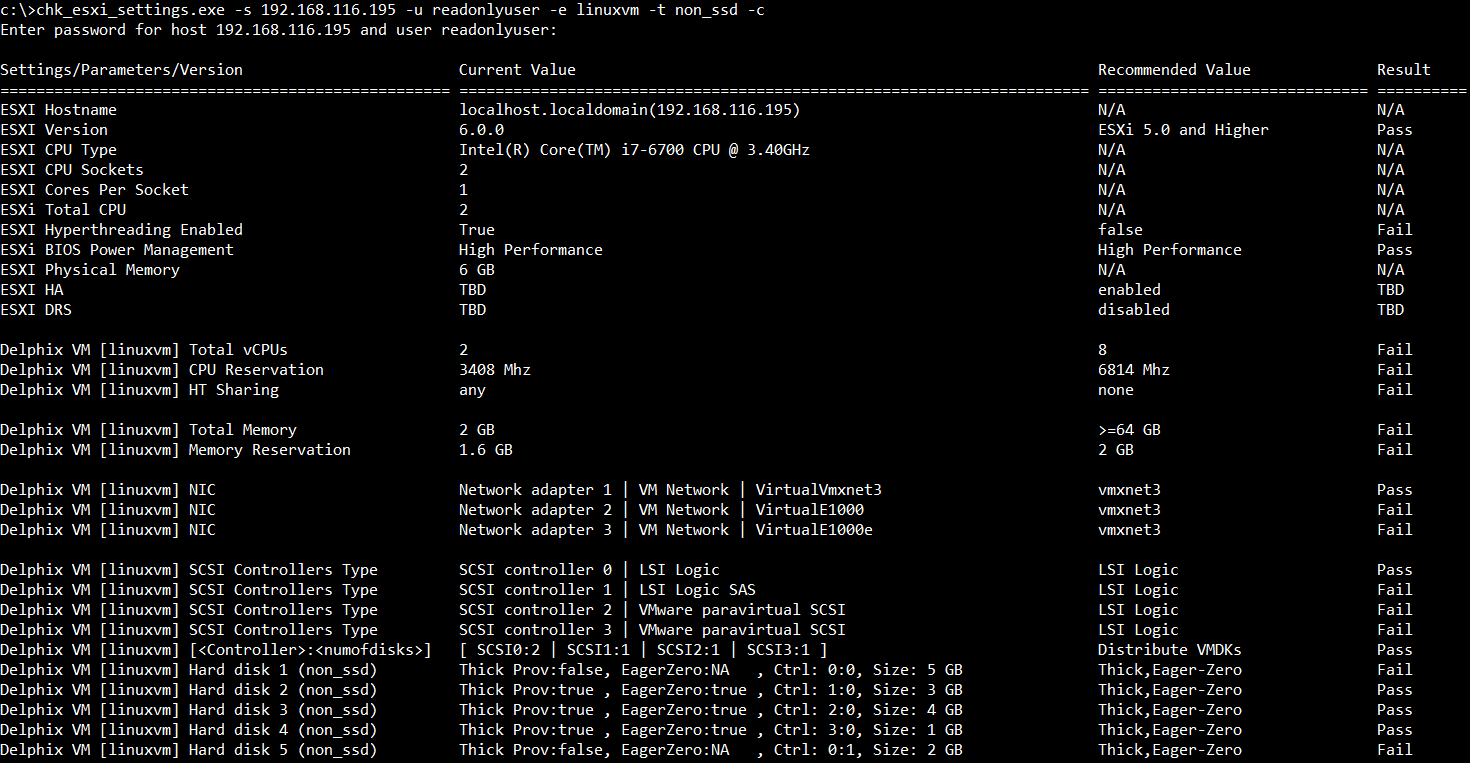 c:\>chk_esxi_settings.exe -s 192.168.116.195 -u readonlyuser -e linuxvm -t non_ssd -c
Enter password for host 192.168.116.195 and user readonlyuser:
Settings/Parameters/Version Current Value Recommended Value Result
================================================== ====================================================================== ============================== ==========
ESXI Hostname localhost.localdomain(192.168.116.195) N/A N/A
ESXI Version 6.0.0 ESXi 5.0 and Higher Pass
ESXI CPU Type Intel(R) Core(TM) i7-6700 CPU @ 3.40GHz N/A N/A
ESXI CPU Sockets 2 N/A N/A
ESXI Cores Per Socket 1 N/A N/A
ESXi Total CPU 2 N/A N/A
ESXI Hyperthreading Enabled True false Fail
ESXi BIOS Power Management High Performance High Performance Pass
ESXI Physical Memory 6 GB N/A N/A
ESXI HA TBD enabled TBD
ESXI DRS TBD disabled TBD
Delphix VM [linuxvm] Total vCPUs 2 8 Fail
Delphix VM [linuxvm] CPU Reservation 3408 Mhz 6814 Mhz Fail
Delphix VM [linuxvm] HT Sharing any none Fail
Delphix VM [linuxvm] Total Memory 2 GB >=64 GB Fail
Delphix VM [linuxvm] Memory Reservation 1.6 GB 2 GB Fail
Delphix VM [linuxvm] NIC Network adapter 1 | VM Network | VirtualVmxnet3 vmxnet3 Pass
Delphix VM [linuxvm] NIC Network adapter 2 | VM Network | VirtualE1000 vmxnet3 Fail
Delphix VM [linuxvm] NIC Network adapter 3 | VM Network | VirtualE1000e vmxnet3 Fail
Delphix VM [linuxvm] SCSI Controllers Type SCSI controller 0 | LSI Logic LSI Logic Pass
Delphix VM [linuxvm] SCSI Controllers Type SCSI controller 1 | LSI Logic SAS LSI Logic Fail
Delphix VM [linuxvm] SCSI Controllers Type SCSI controller 2 | VMware paravirtual SCSI LSI Logic Fail
Delphix VM [linuxvm] SCSI Controllers Type SCSI controller 3 | VMware paravirtual SCSI LSI Logic Fail
Delphix VM [linuxvm] [<Controller>:<numofdisks>] [ SCSI0:2 | SCSI1:1 | SCSI2:1 | SCSI3:1 ] Distribute VMDKs Pass
Delphix VM [linuxvm] Hard disk 1 (non_ssd) Thick Prov:false, EagerZero:NA , Ctrl: 0:0, Size: 5 GB Thick,Eager-Zero Fail
Delphix VM [linuxvm] Hard disk 2 (non_ssd) Thick Prov:true , EagerZero:true , Ctrl: 1:0, Size: 3 GB Thick,Eager-Zero Pass
Delphix VM [linuxvm] Hard disk 3 (non_ssd) Thick Prov:true , EagerZero:true , Ctrl: 2:0, Size: 4 GB Thick,Eager-Zero Pass
Delphix VM [linuxvm] Hard disk 4 (non_ssd) Thick Prov:true , EagerZero:true , Ctrl: 3:0, Size: 1 GB Thick,Eager-Zero Pass
Delphix VM [linuxvm] Hard disk 5 (non_ssd) Thick Prov:false, EagerZero:NA , Ctrl: 0:1, Size: 2 GB Thick,Eager-Zero Fail